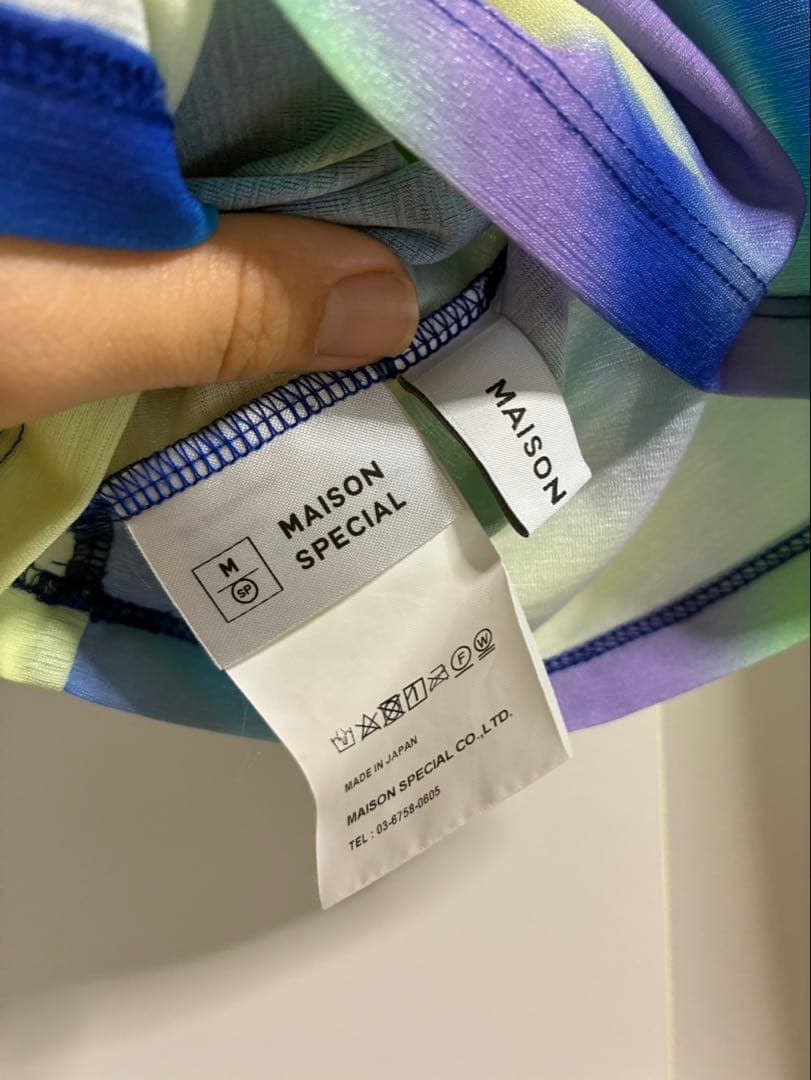 MAISON
MAISON
SPECIAL
M
SP
F W
MADE IN JAPAN
MAISON SPECIAL CO.,LTD.
TEL : 03-6758-0605